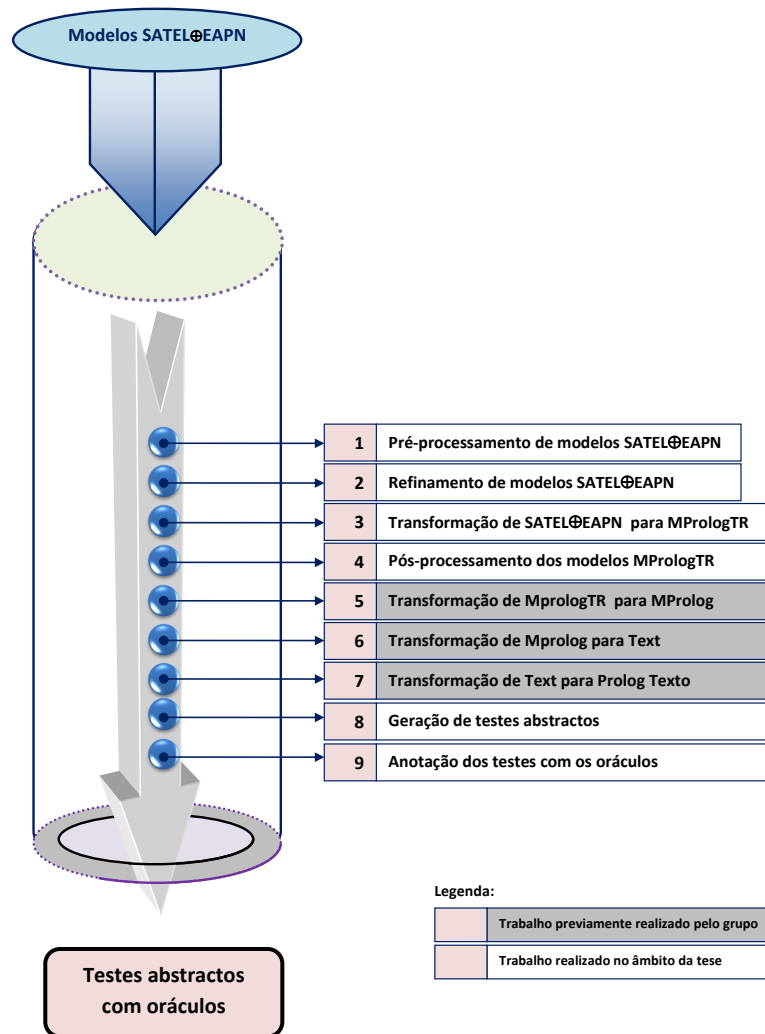 Modelos SATEL⊕EAPN
1 Pré-processamento de modelos SATEL⊕EAPN
2 Refinamento de modelos SATEL⊕EAPN
3 Transformação de SATEL⊕EAPN para MPrologTR
4 Pós-processamento dos modelos MPrologTR
5 Transformação de MprologTR para MProlog
6 Transformação de Mprolog para Text
7 Transformação de Text para Prolog Texto
8 Geração de testes abstractos
9 Anotação dos testes com os oráculos
Legenda:
Trabalho previamente realizado pelo grupo
Trabalho realizado no âmbito da tese
Testes abstractos
com oráculos